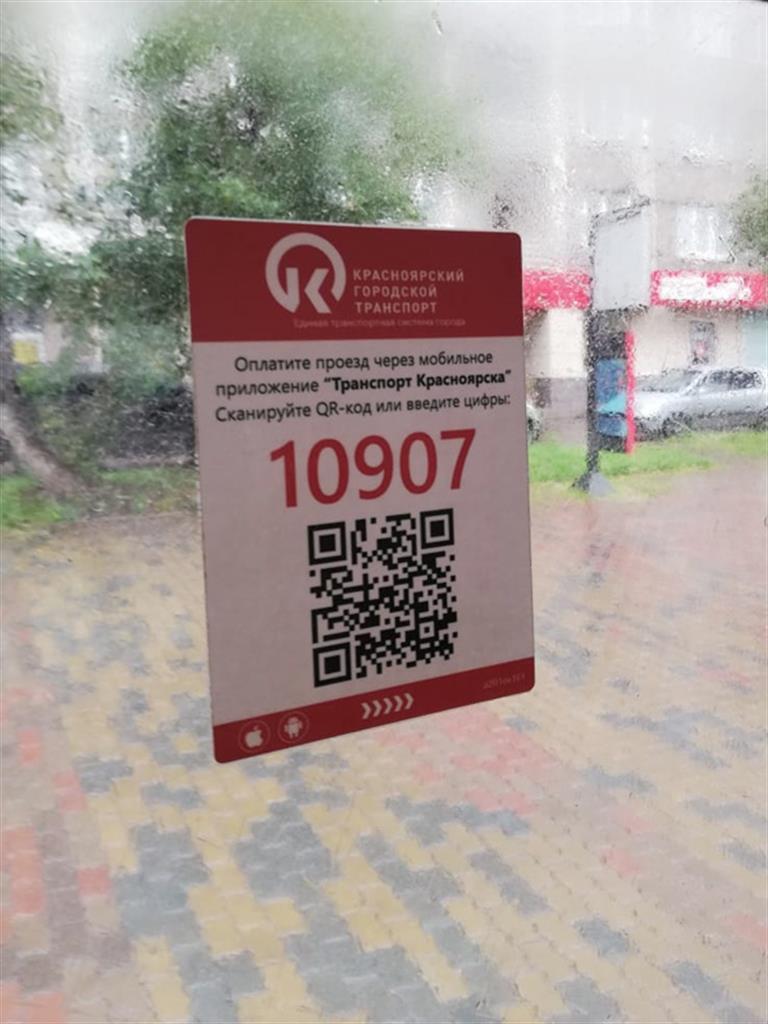 КРАСНОЯРСКИЙ
ГОРОДСКОЙ
ТРАНСПОРТ
Единая транспортная система города
Оплатите проезд через мобильное
приложение “Транспорт Красноярска”
Сканируйте QR-код или введите цифры:
10907